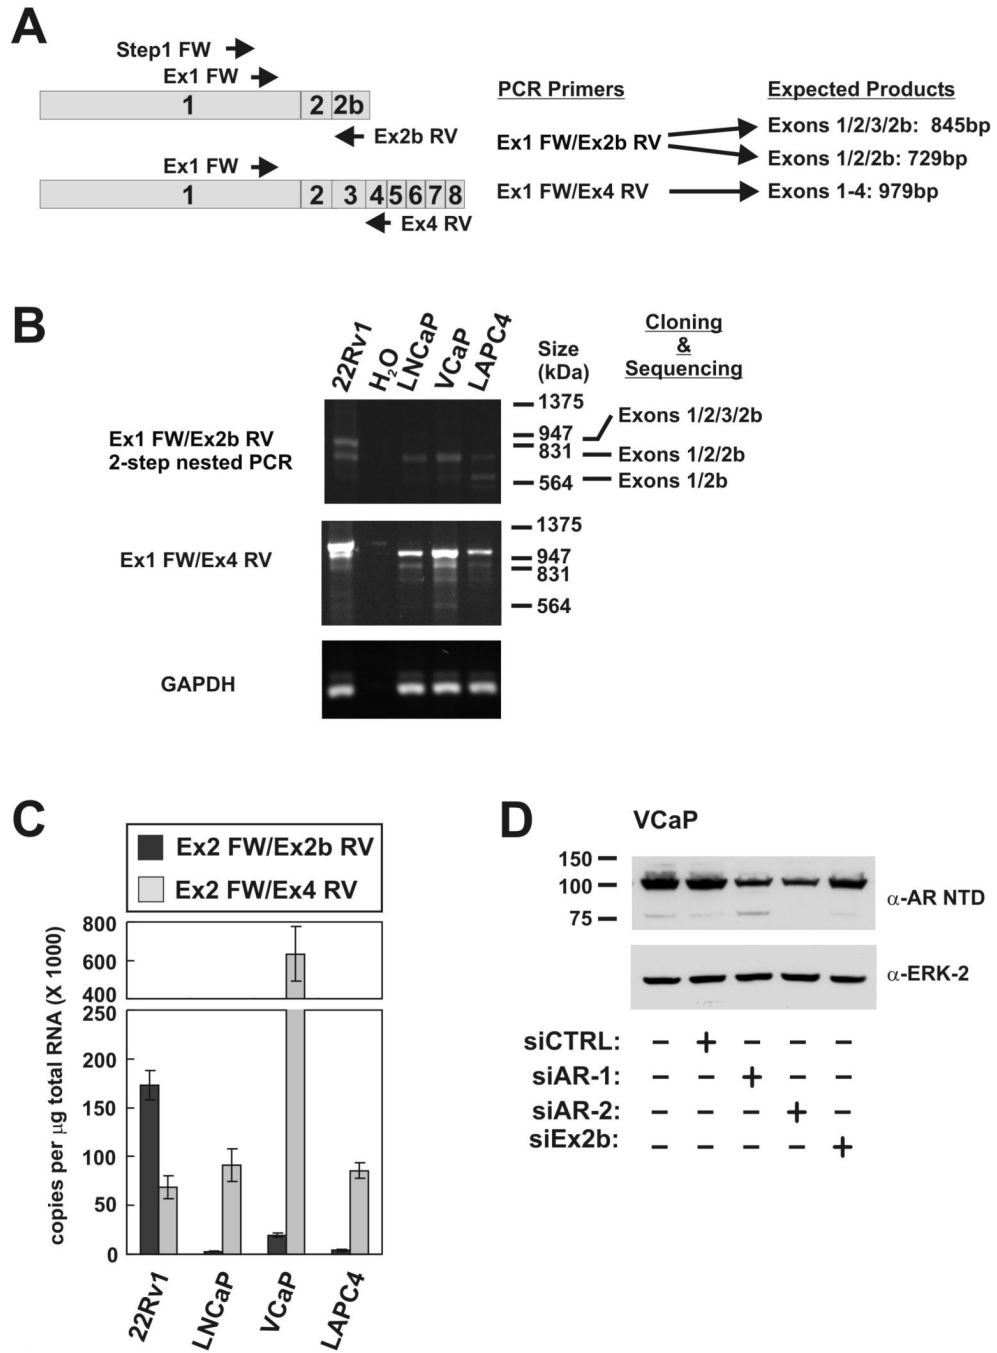 A
Step1 FW
Ex1 FW
1 2 2b
Ex2b RV
Ex1 FW
1 2 3 4 5 6 7 8
Ex4 RV
PCR Primers
Expected Products
Ex1 FW/Ex2b RV
Exons 1/2/3/2b: 845bp
Exons 1/2/2b: 729bp
Ex1 FW/Ex4 RV
Exons 1-4: 979bp
B
22Rv1
H2O
LNCaP
VCaP
LAPC4
Size
(kDa)
Cloning
&
Sequencing
Ex1 FW/Ex2b RV
2-step nested PCR
1375
947
831
564
Exons 1/2/3/2b
Exons 1/2/2b
Exons 1/2b
Ex1 FW/Ex4 RV
1375
947
831
564
GAPDH
C
Ex2 FW/Ex2b RV
Ex2 FW/Ex4 RV
copies per μg total RNA (X 1000)
800
600
400
250
200
150
100
50
0
22Rv1
LNCaP
VCaP
LAPC4
D
VCaP
150
100
75
α-AR NTD
α-ERK-2
siCTRL: – + – – –
siAR-1: – – + – –
siAR-2: – – – + –
siEx2b: – – – – +